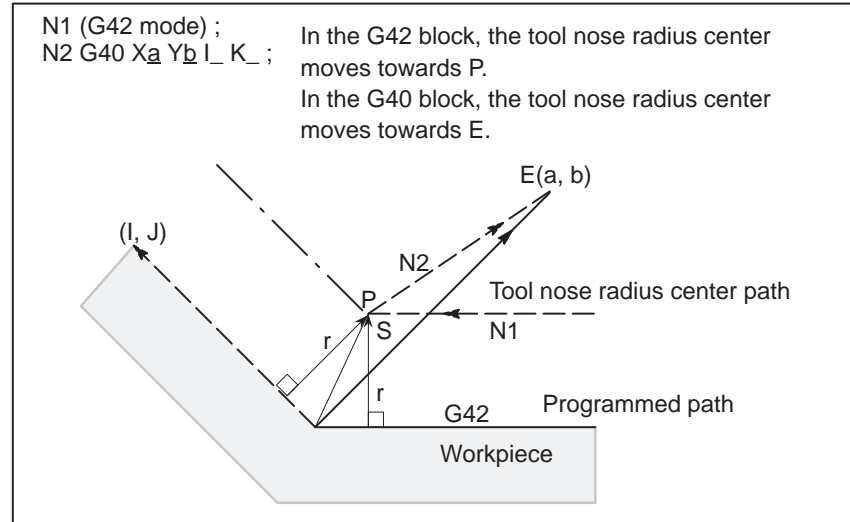 N1 (G42 mode) ;
N2 G40 Xa Yb I_ K_ ;
In the G42 block, the tool nose radius center
moves towards P.
In the G40 block, the tool nose radius center
moves towards E.
E(a, b)
(I, J)
N2
Tool nose radius center path
P
S
N1
r
r
G42
Programmed path
Workpiece